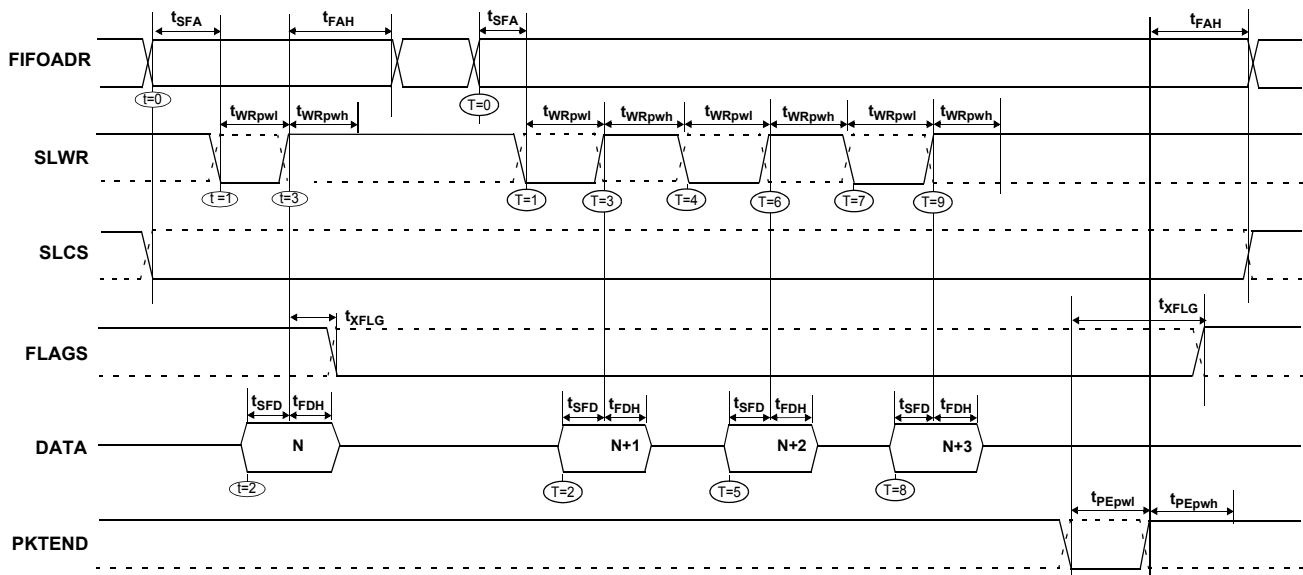 tSFA tFAH tSFA tFAH
FIFOADR
t=0 T=0
tWRpwl tWRpwh tWRpwl tWRpwh tWRpwl tWRpwh tWRpwl tWRpwh
SLWR
t =1 t=3 T=1 T=3 T=4 T=6 T=7 T=9
SLCS
tXFLG tXFLG
FLAGS
tSFD tFDH tSFD tFDH tSFD tFDH tSFD tFDH
DATA N N+1 N+2 N+3
t=2 T=2 T=5 T=8
tPEpwl tPEpwh
PKTEND